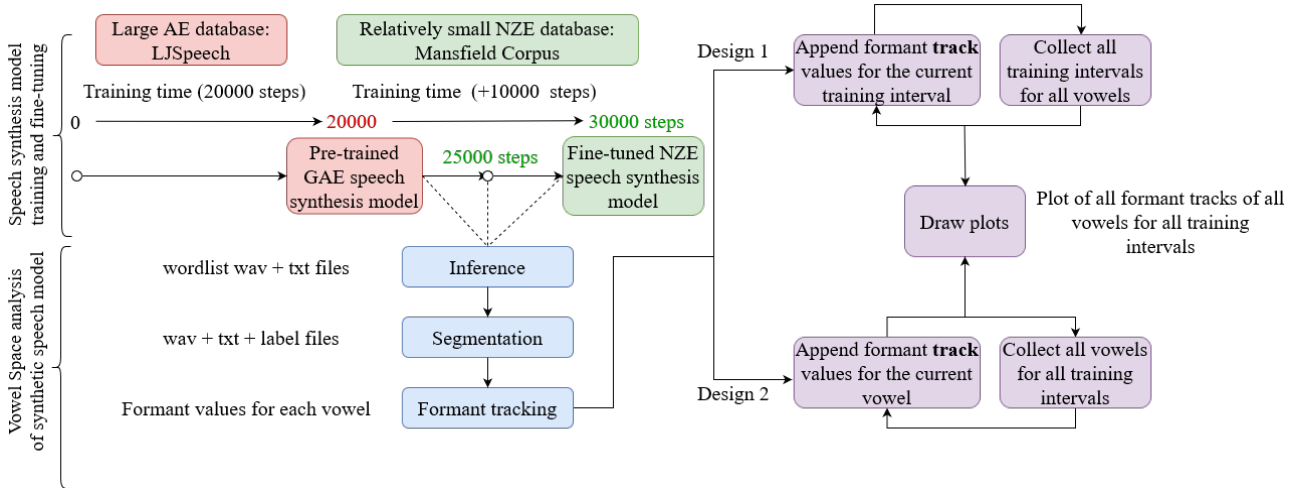 Speech synthesis model
training and fine-tuning
Large AE database:
LJSpeech
Relatively small NZE database:
Mansfield Corpus
Training time (20000 steps)
Training time (+10000 steps)
0
20000
30000 steps
Pre-trained
GAE speech
synthesis model
25000 steps
Fine-tuned NZE
speech synthesis
model
Vowel Space analysis
of synthetic speech model
wordlist wav + txt files
Inference
wav + txt + label files
Segmentation
Formant values for each vowel
Formant tracking
Design 1
Append formant track
values for the current
training interval
Collect all
training intervals
for all vowels
Draw plots
Plot of all formant tracks of all
vowels for all training
intervals
Design 2
Append formant track
values for the current
vowel
Collect all vowels
for all training
intervals